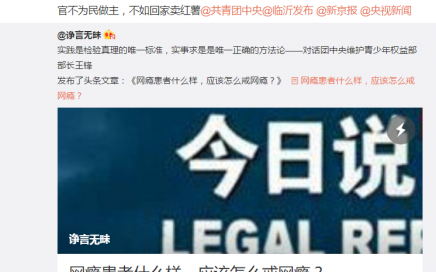 官不为民做主，不如回家卖红薯@共青团中央@临沂发布 @新京报 @央视新闻
@诤言无昧
实践是检验真理的唯一标准，实事求是是唯一正确的方法论——对话团中央维护青少年权益部
部长王锋
发布了头条文章：《网瘾患者什么样，应该怎么戒网瘾？》 网瘾患者什么样，应该怎么戒
网瘾？
今日说
LEGAL RE
诤言无昧
网瘾患者什么样，应该怎么戒网瘾？